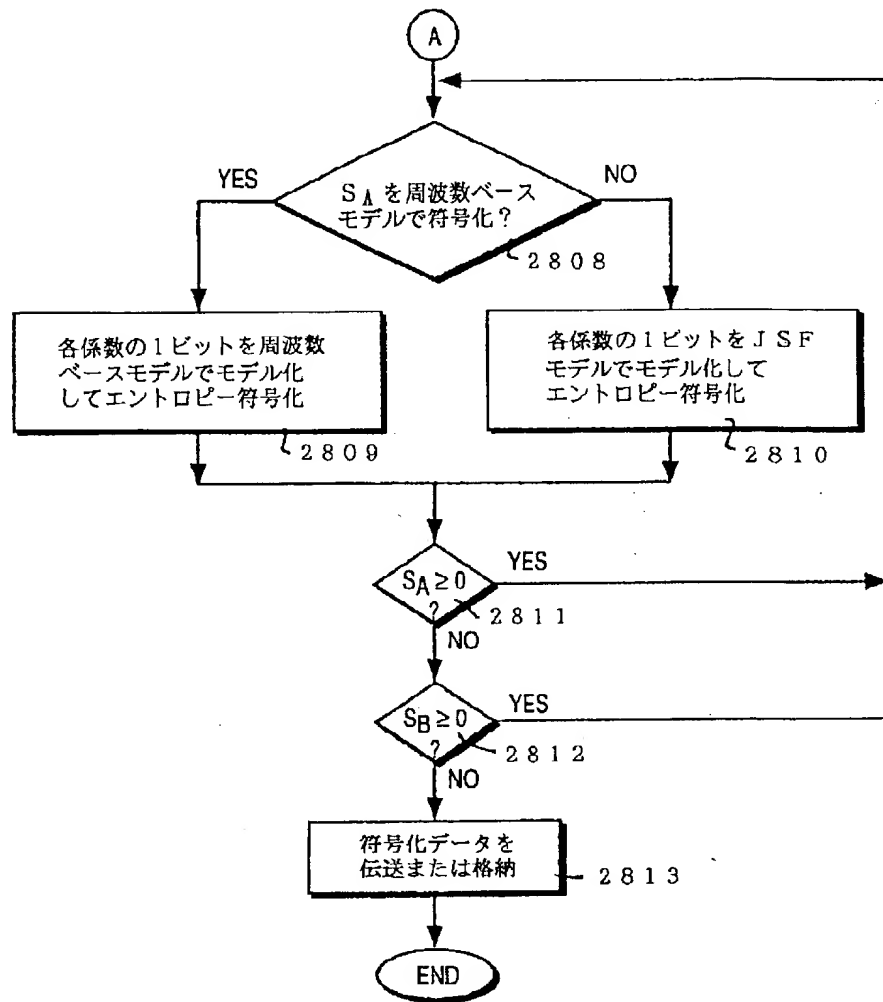 A
YES
NO
S_A を周波数ベース
モデルで符号化?
2808
各係数の1ビットを周波数
ベースモデルでモデル化
してエントロピー符号化
2809
各係数の1ビットをJSF
モデルでモデル化して
エントロピー符号化
2810
S_A ≥ 0
?
YES
2811
NO
S_B ≥ 0
?
YES
2812
NO
符号化データを
伝送または格納
2813
END